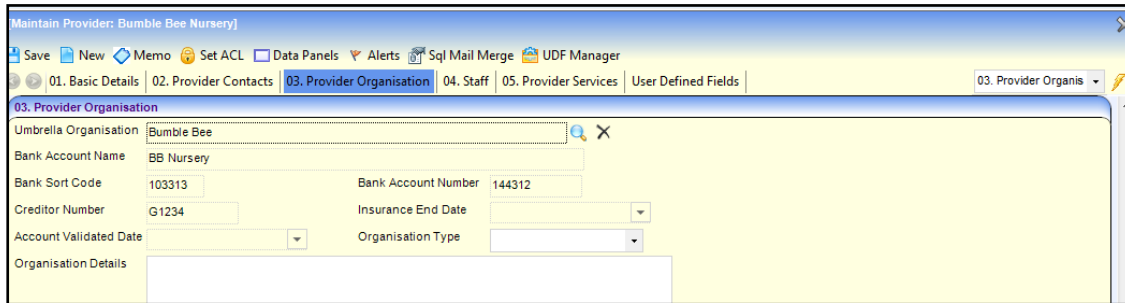 [Maintain Provider: Bumble Bee Nursery]
Save New Memo Set ACL Data Panels Alerts Sql Mail Merge UDF Manager
01. Basic Details 02. Provider Contacts 03. Provider Organisation 04. Staff 05. Provider Services User Defined Fields 03. Provider Organis
03. Provider Organisation
Umbrella Organisation Bumble Bee
Bank Account Name BB Nursery
Bank Sort Code 103313 Bank Account Number 144312
Creditor Number G1234 Insurance End Date
Account Validated Date Organisation Type
Organisation Details